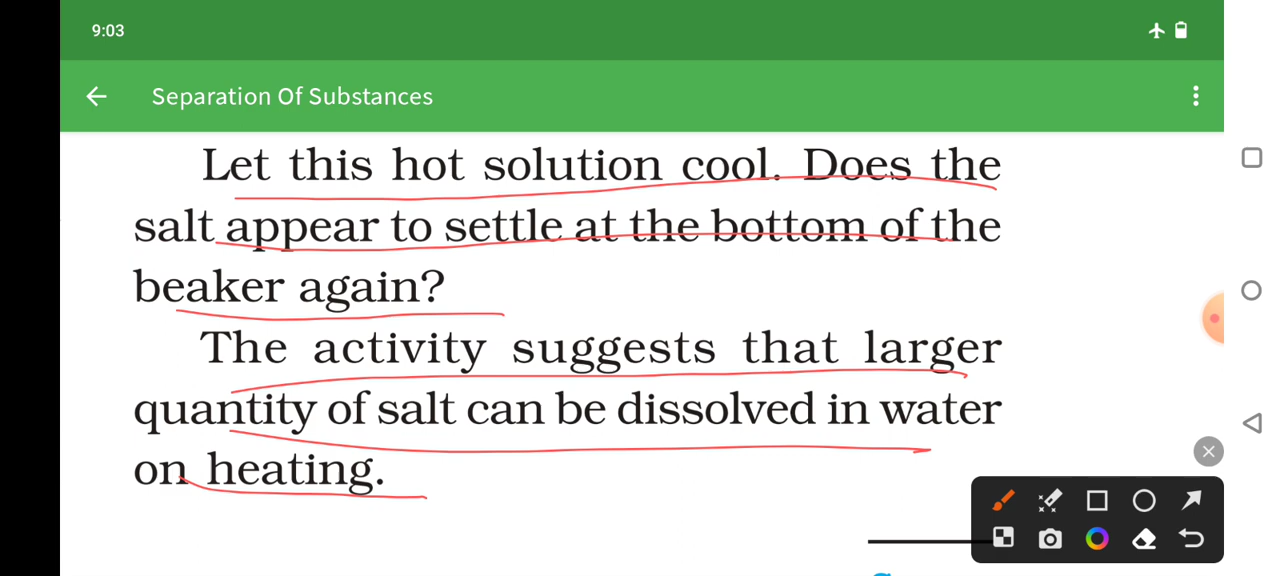 9:03
Separation Of Substances
Let this hot solution cool. Does the
salt appear to settle at the bottom of the
beaker again?
The activity suggests that larger
quantity of salt can be dissolved in water
on heating.